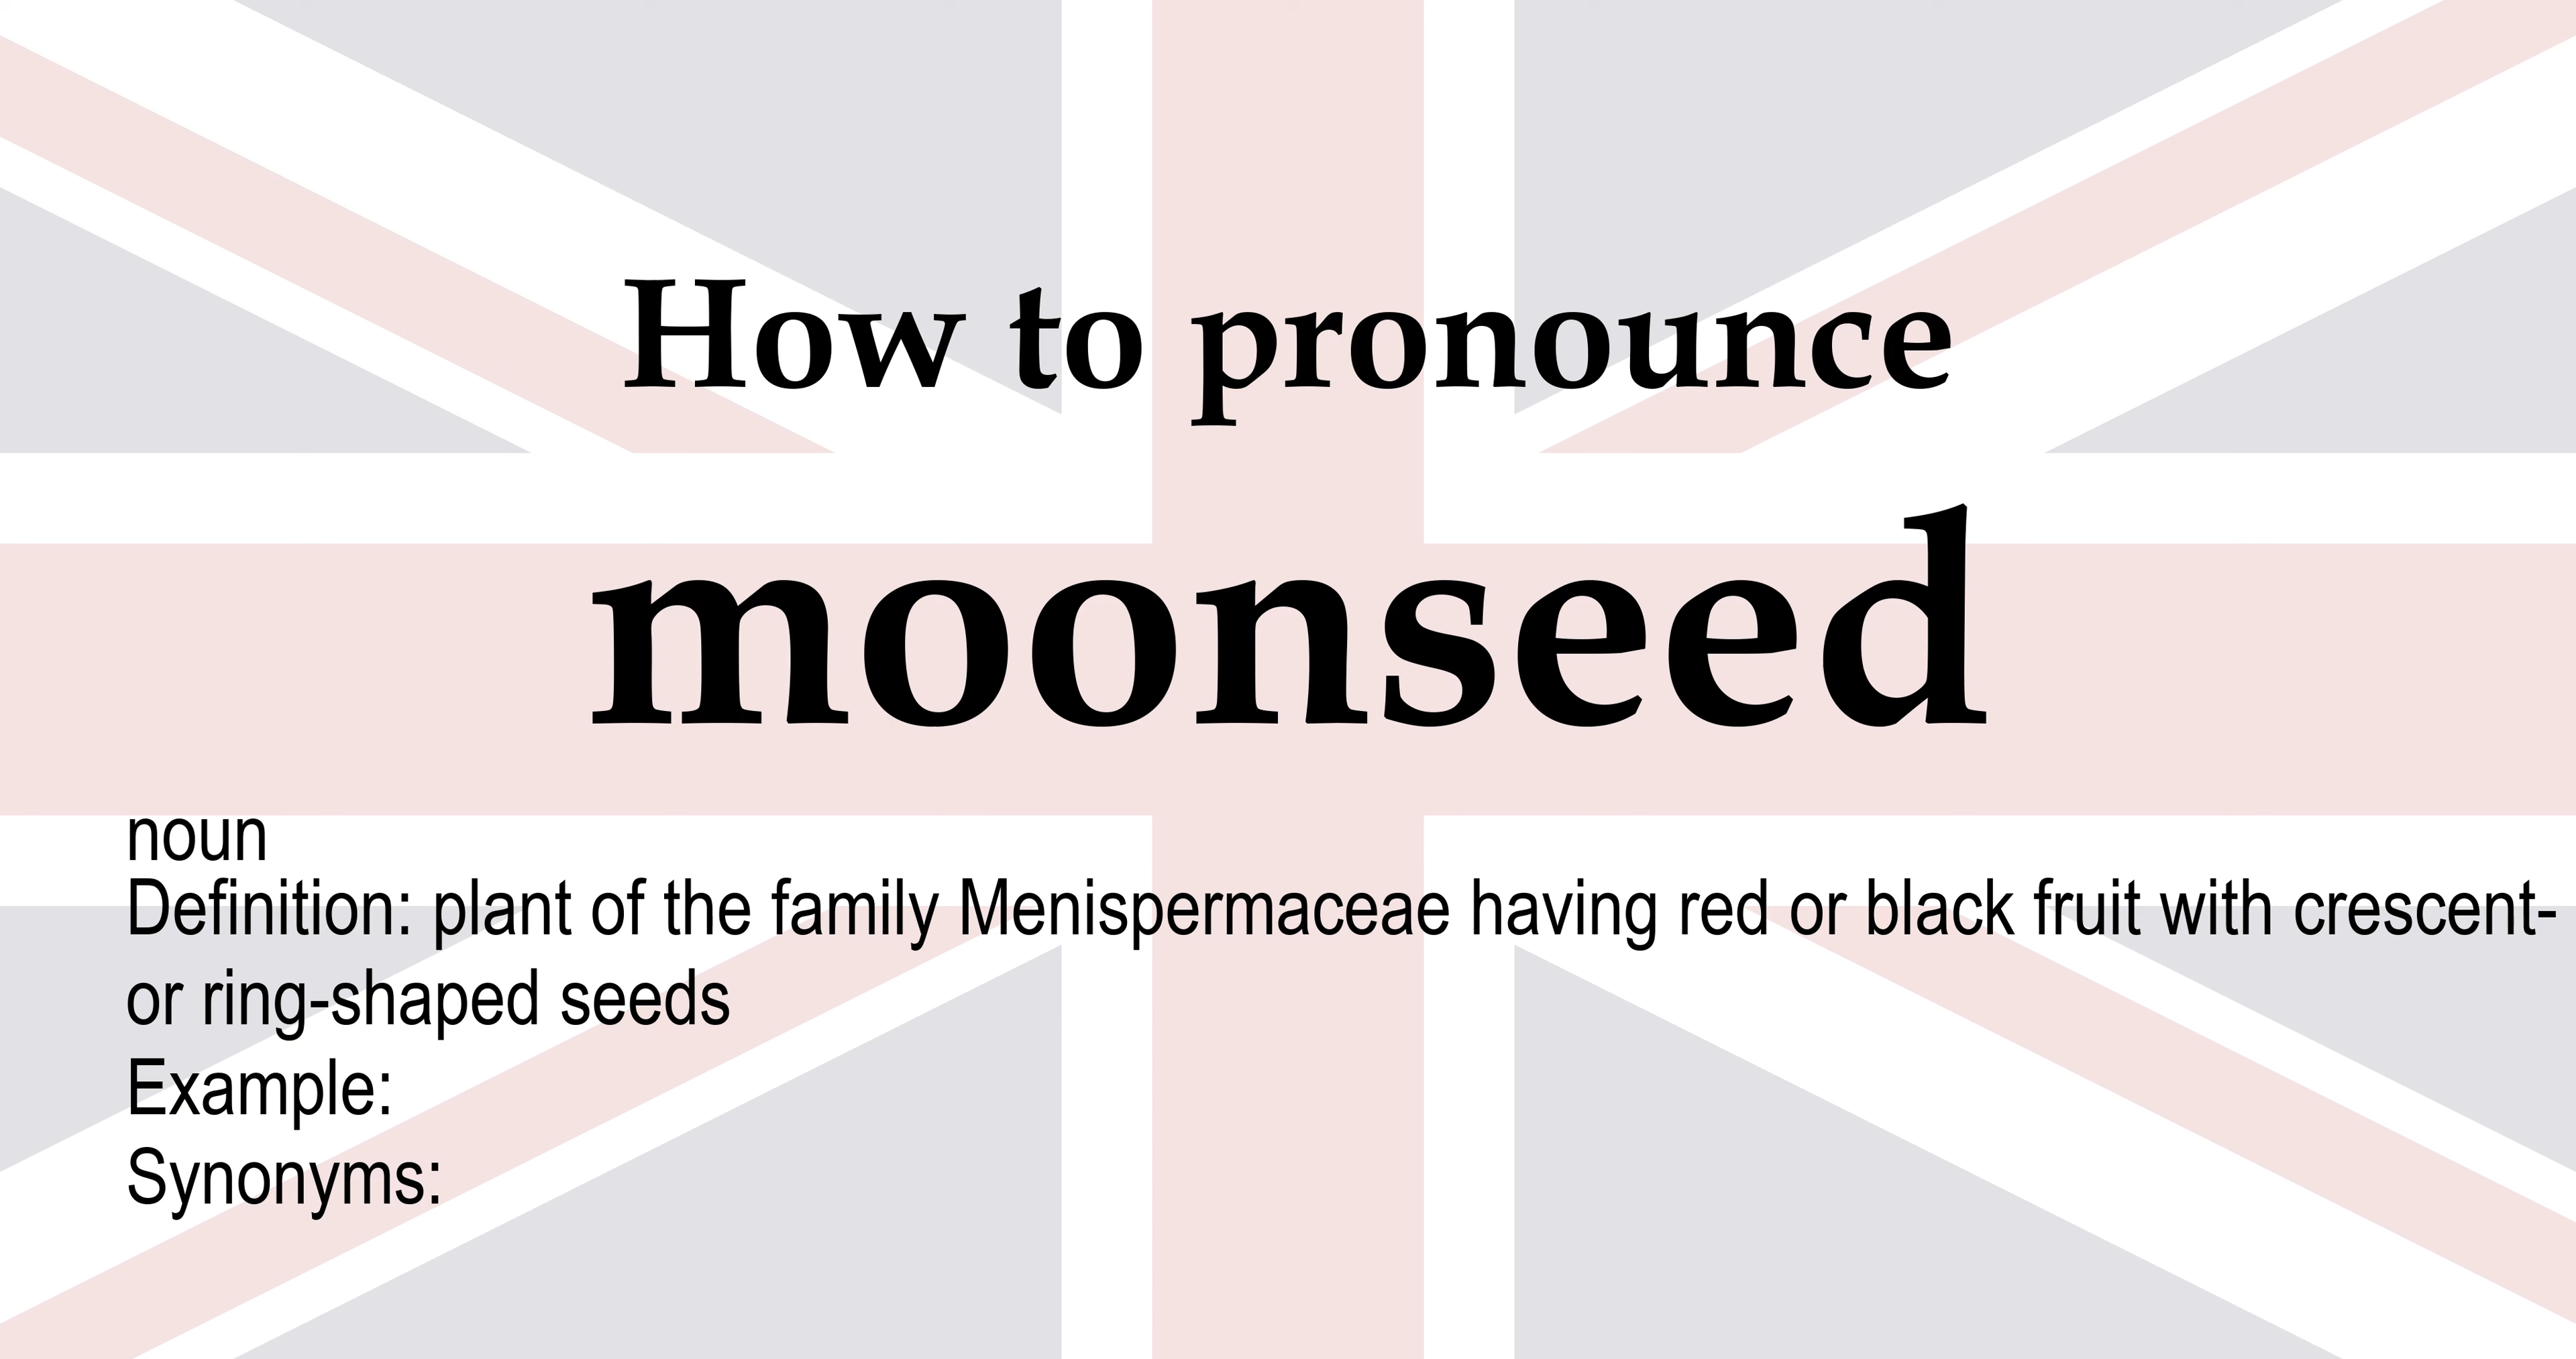 How to pronounce
moonseed
noun
Definition: plant of the family Menispermaceae having red or black fruit with crescent-
or ring-shaped seeds
Example:
Synonyms: